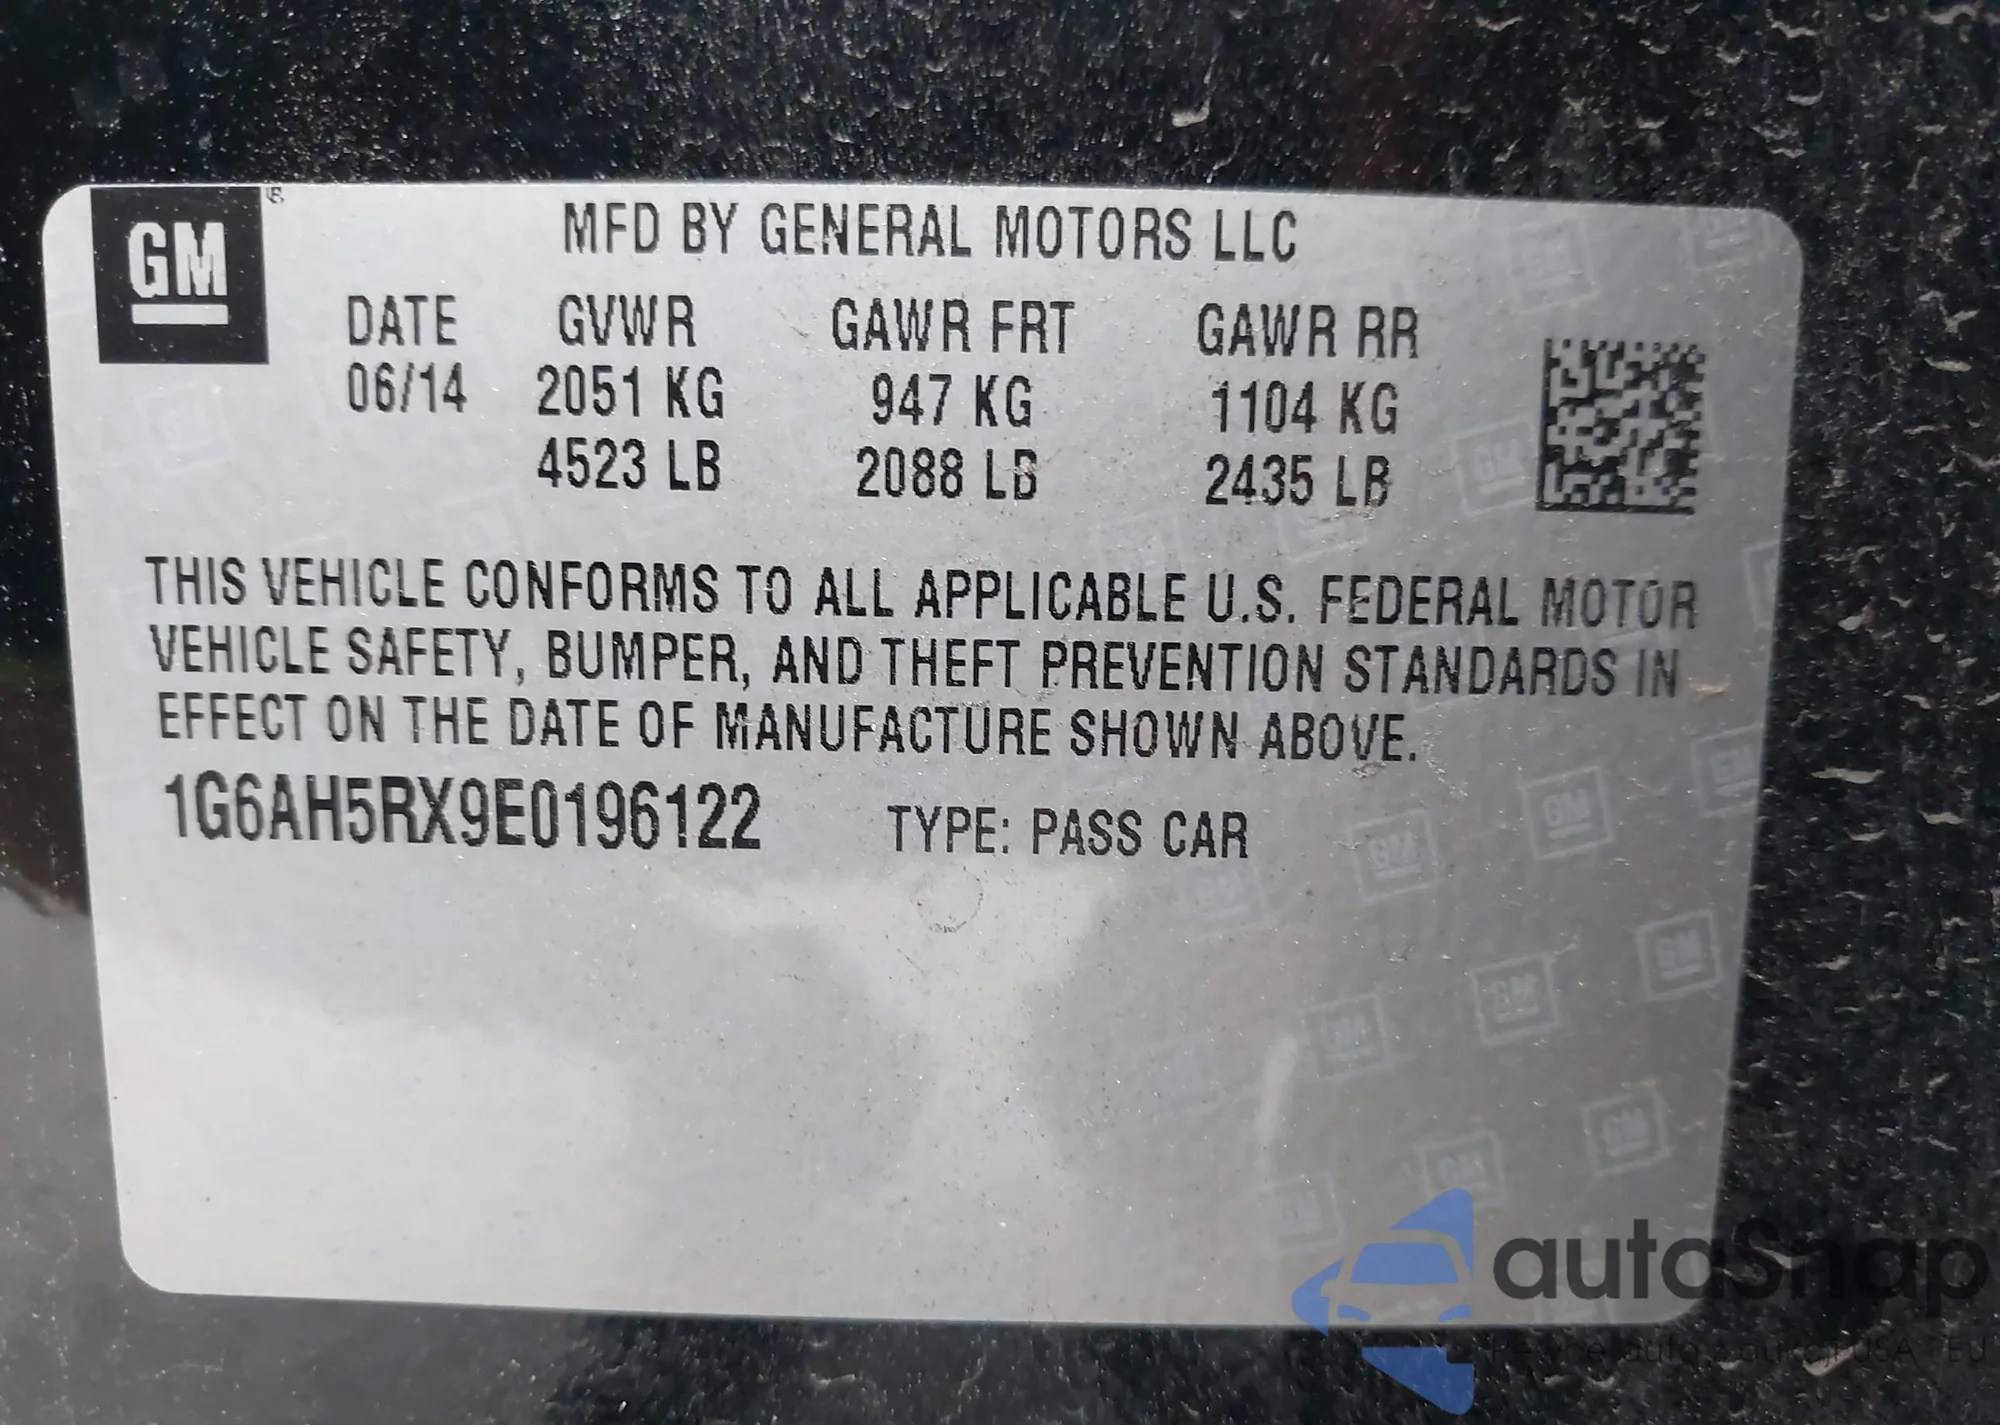 GM
MFD BY GENERAL MOTORS LLC
DATE GVWR GAWR FRT GAWR RR
06/14 2051 KG 947 KG 1104 KG
4523 LB 2088 LB 2435 LB
THIS VEHICLE CONFORMS TO ALL APPLICABLE U.S. FEDERAL MOTOR
VEHICLE SAFETY, BUMPER, AND THEFT PREVENTION STANDARDS IN
EFFECT ON THE DATE OF MANUFACTURE SHOWN ABOVE.
1G6AH5RX9E0196122 TYPE: PASS CAR
autoSnap